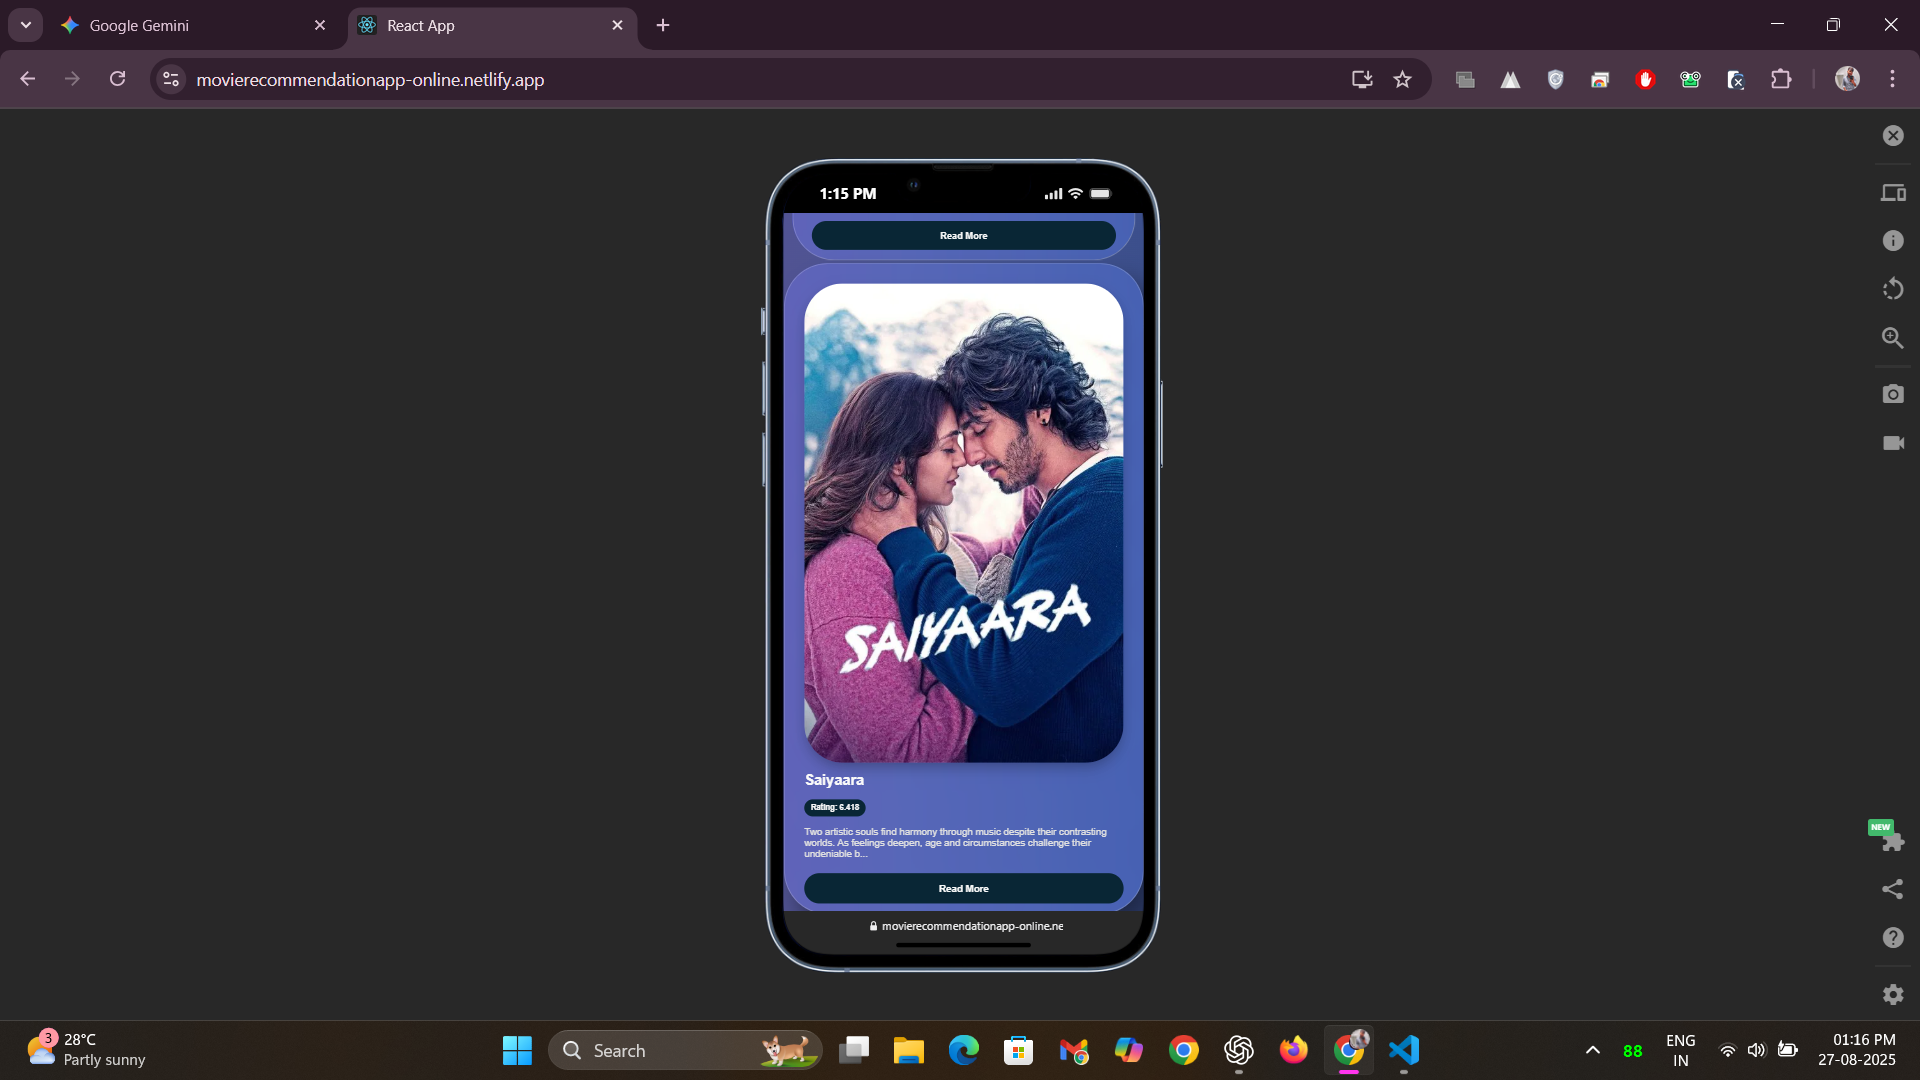 Google Gemini
React App
movierecommendationapp-online.netlify.app
1:15 PM
Read More
SAIYAARA
Saiyaara
Rating: 6.418
Two artistic souls find harmony through music despite their contrasting
worlds. As feelings deepen, age and circumstances challenge their
undeniable b...
Read More
movierecommendationapp-online.ne
NEW
3
28°C
Partly sunny
Search
88
ENG
IN
01:16 PM
27-08-2025